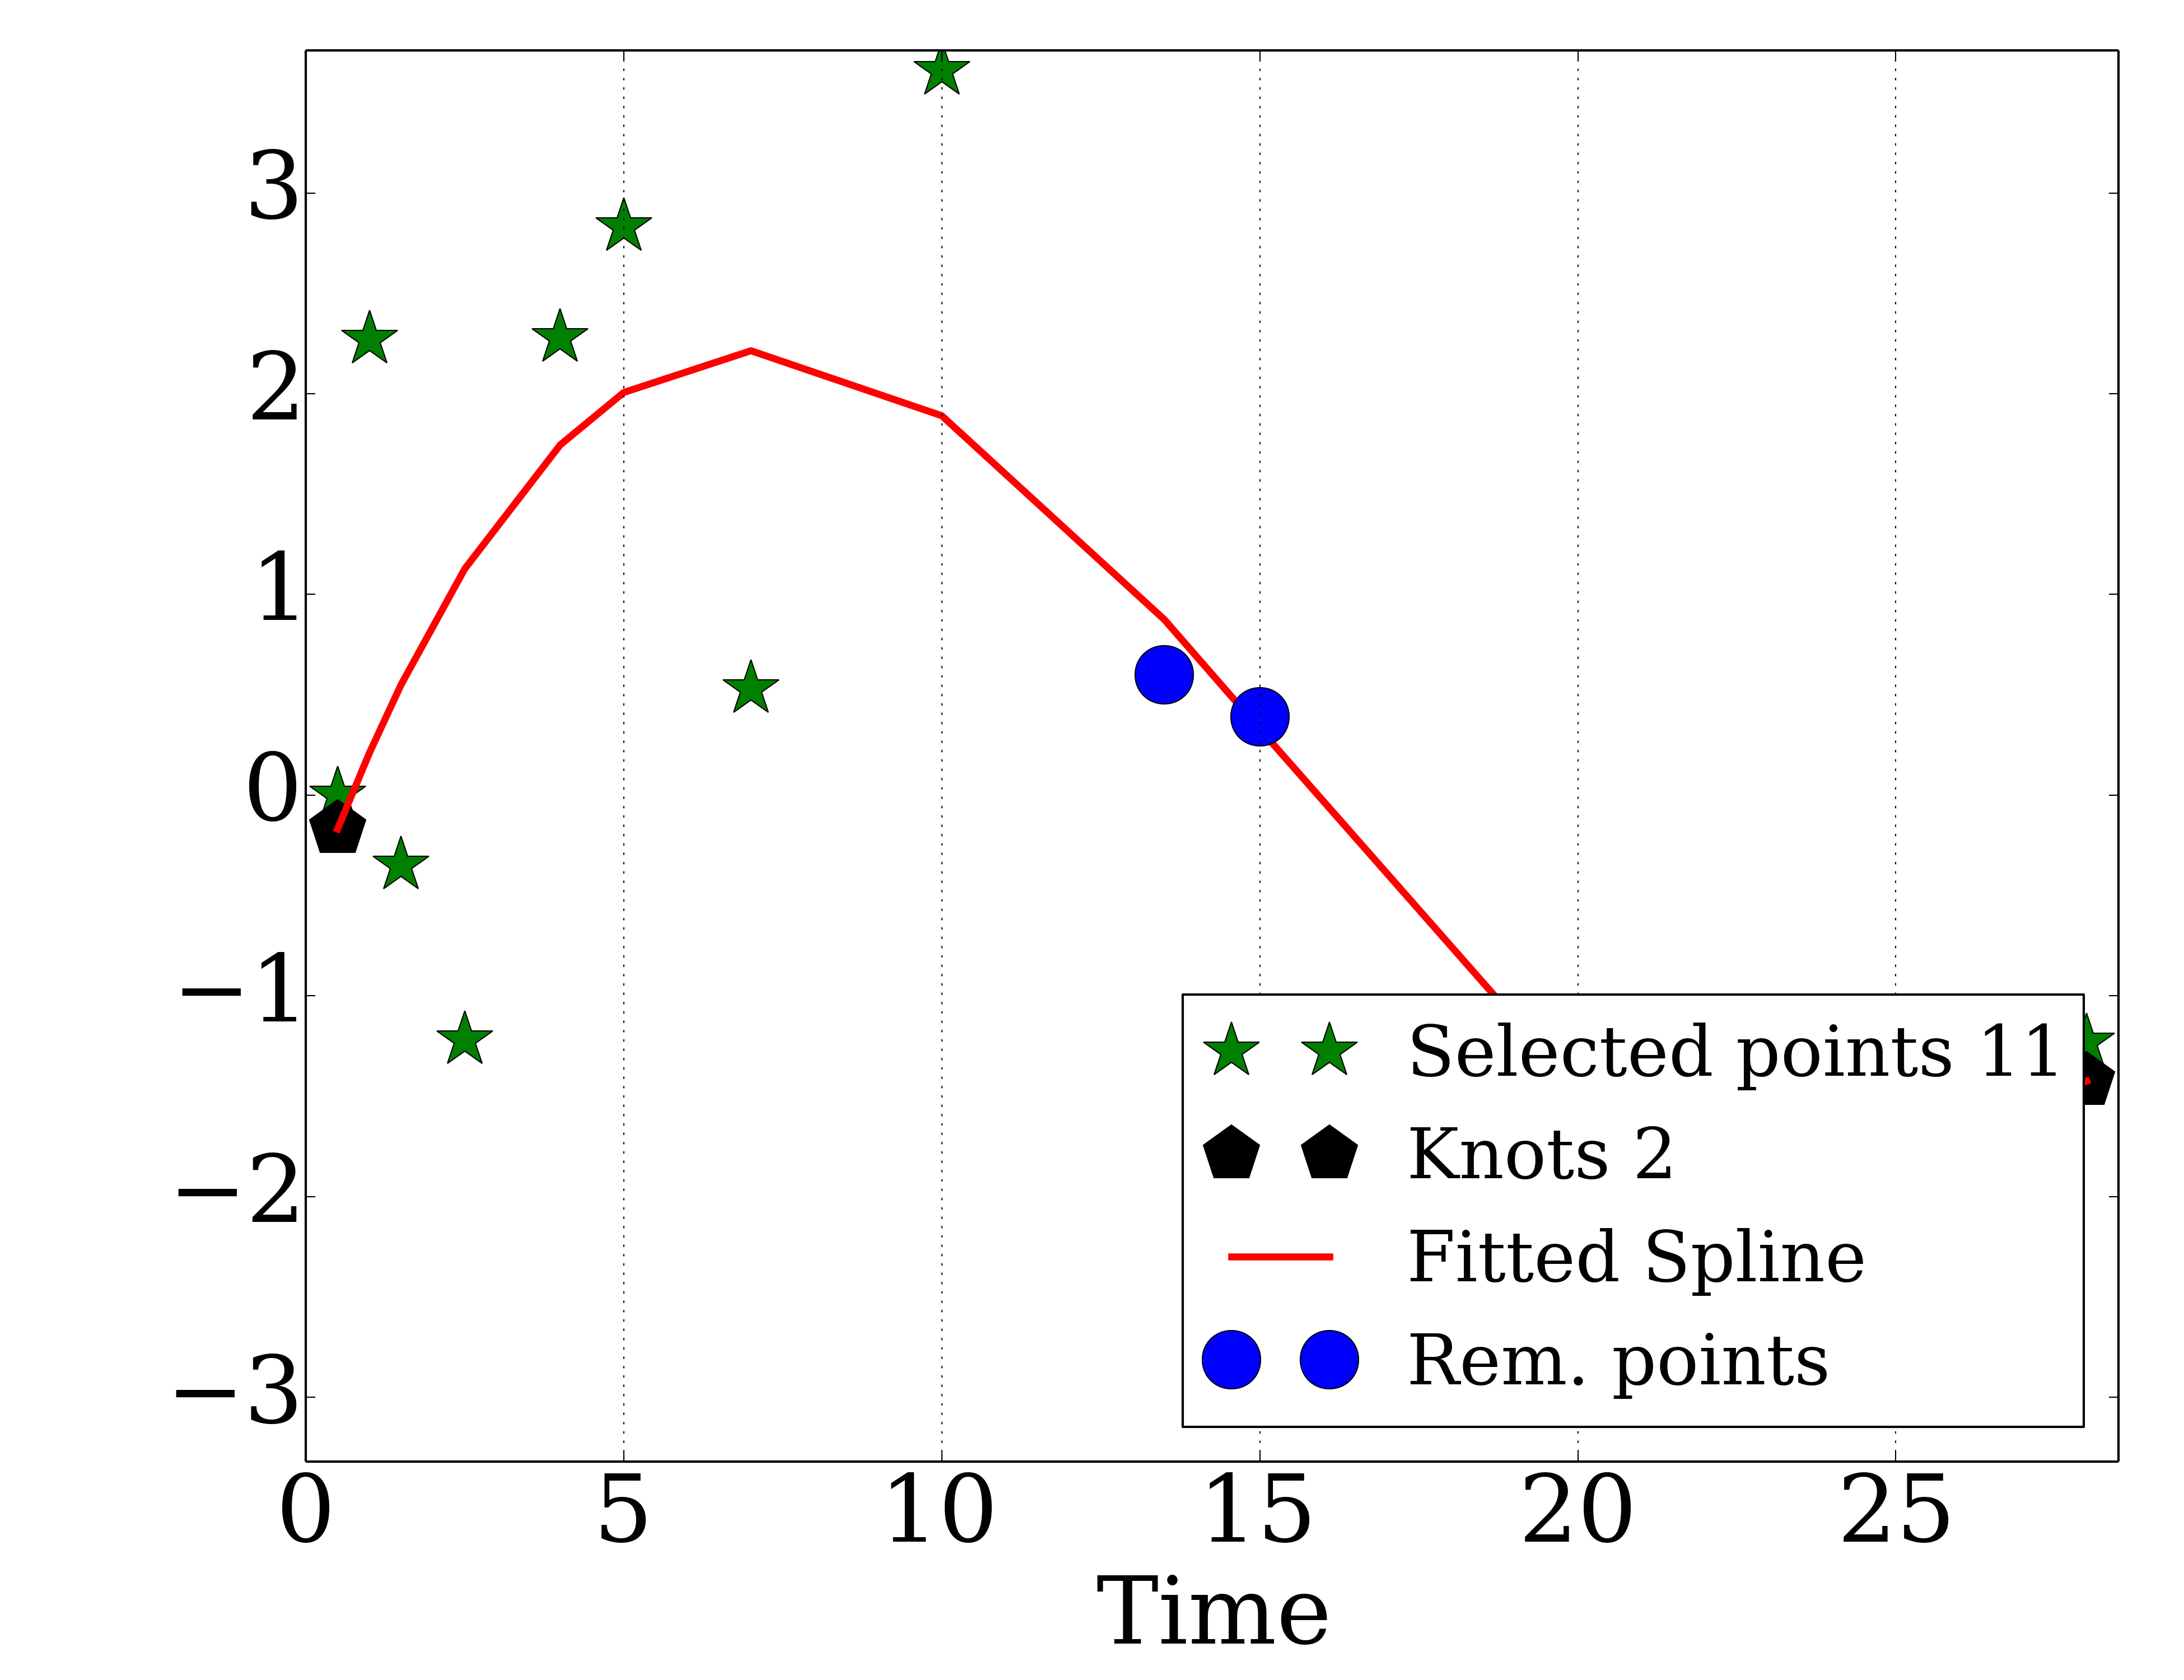 3
2
1
0
−1
−2
−3
Selected points 11
Knots 2
Fitted Spline
Rem. points
0 5 10 15 20 25
Time